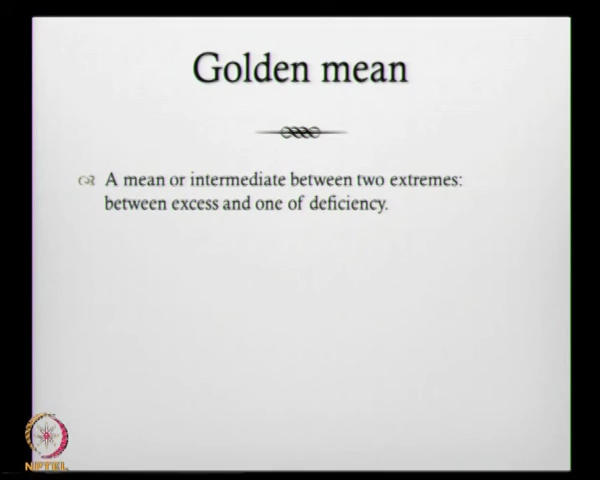 Golden mean
A mean or intermediate between two extremes:
between excess and one of deficiency.
NPTEL